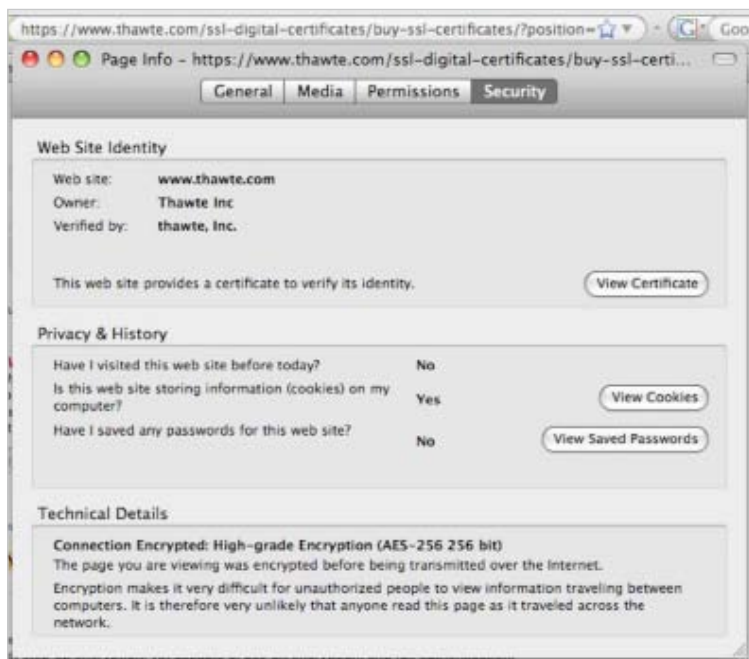 https://www.thawte.com/ssl-digital-certificates/buy-ssl-certificates/?position=
G
Goo
Page Info - https://www.thawte.com/ssl-digital-certificates/buy-ssl-certi...
General Media Permissions Security
Web Site Identity
Web site: www.thawte.com
Owner: Thawte Inc
Verified by: thawte, Inc.
This web site provides a certificate to verify its identity. View Certificate
Privacy & History
Have I visited this web site before today? No
Is this web site storing information (cookies) on my
computer? Yes View Cookies
Have I saved any passwords for this web site? No View Saved Passwords
Technical Details
Connection Encrypted: High-grade Encryption (AES-256 256 bit)
The page you are viewing was encrypted before being transmitted over the Internet.
Encryption makes it very difficult for unauthorized people to view information traveling between
computers. It is therefore very unlikely that anyone read this page as it traveled across the
network.